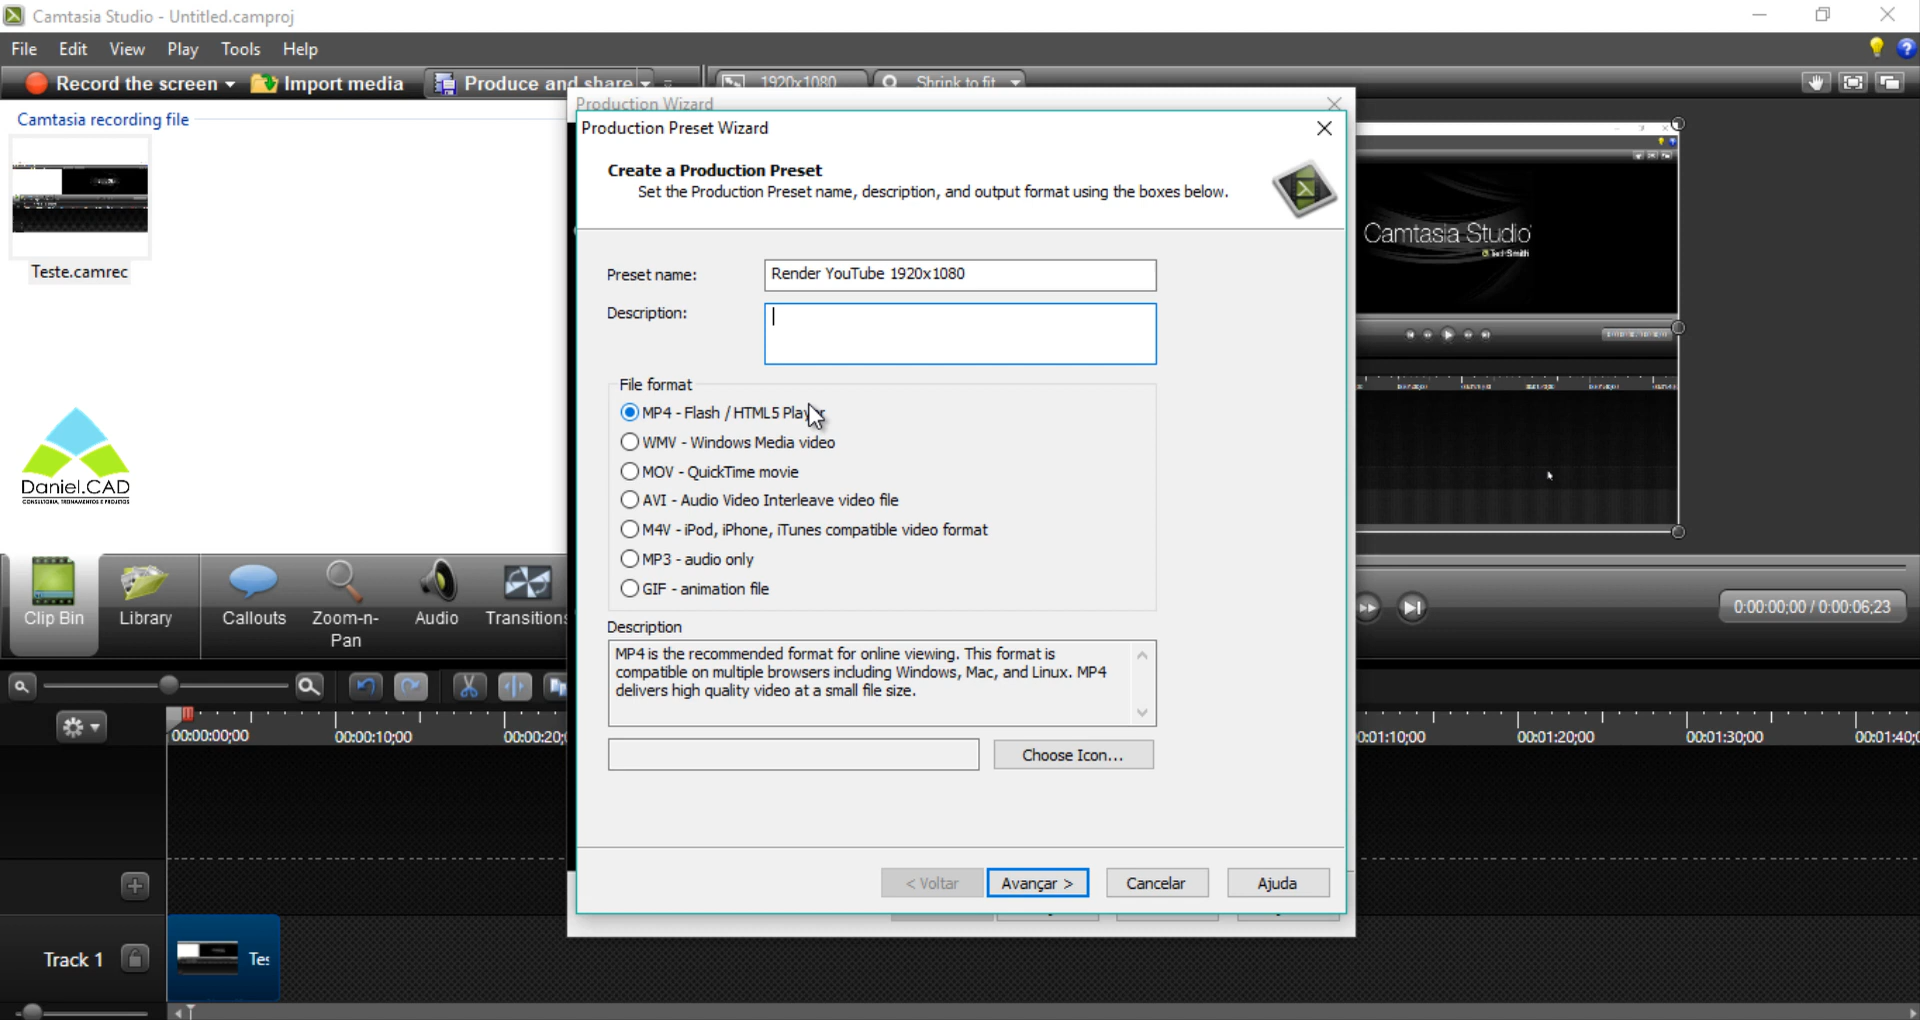 Camtasia Studio - Untitled.camproj
File Edit View Play Tools Help
Record the screen Import media Produce and share 1920x1080 Shrink to fit
Production Wizard
Camtasia recording file
Production Preset Wizard
Create a Production Preset
Set the Production Preset name, description, and output format using the boxes below.
Camtasia Studio
Teste.camrec
Preset name: Render YouTube 1920x1080
Description:
File format
MP4 - Flash / HTML5 Player
WMV - Windows Media video
MOV - QuickTime movie
AVI - Audio Video Interleave video file
M4V - iPod, iPhone, iTunes compatible video format
MP3 - audio only
GIF - animation file
Daniel.CAD
CONSULTORIA, TREINAMENTOS E PROJETOS
Clip Bin Library Callouts Zoom-n-Pan Audio Transitions
0:00:00;00 / 0:00:06;23
Description
MP4 is the recommended format for online viewing. This format is
compatible on multiple browsers including Windows, Mac, and Linux. MP4
delivers high quality video at a small file size.
00:00:00;00 00:00:10;00 00:00:20; 0:01:10;00 00:01:20;00 00:01:30;00 00:01:40;
Choose Icon...
< Voltar Avançar > Cancelar Ajuda
Track 1 Tes